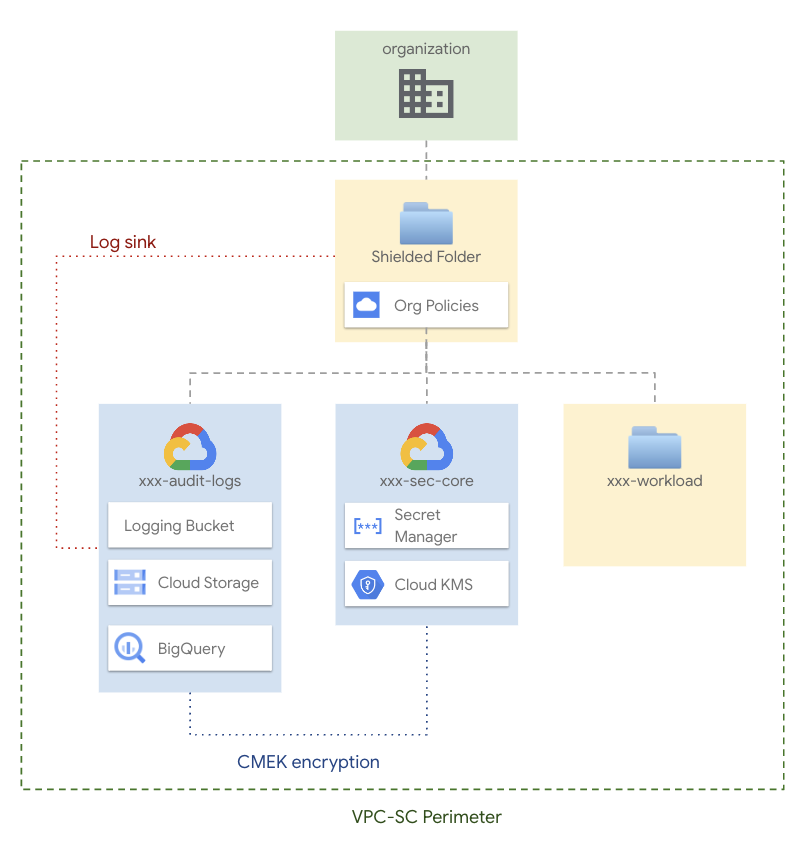 organization
Log sink
Shielded Folder
Org Policies
xxx-audit-logs
Logging Bucket
Cloud Storage
BigQuery
xxx-sec-core
Secret
Manager
Cloud KMS
xxx-workload
CMEK encryption
VPC-SC Perimeter